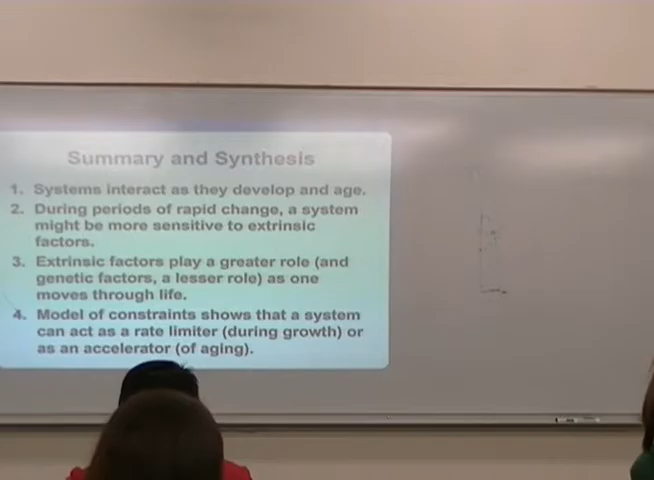 Summary and Synthesis
1. Systems interact as they develop and age.
2. During periods of rapid change, a system
might be more sensitive to extrinsic
factors.
3. Extrinsic factors play a greater role (and
genetic factors, a lesser role) as one
moves through life.
4. Model of constraints shows that a system
can act as a rate limiter (during growth) or
as an accelerator (of aging).